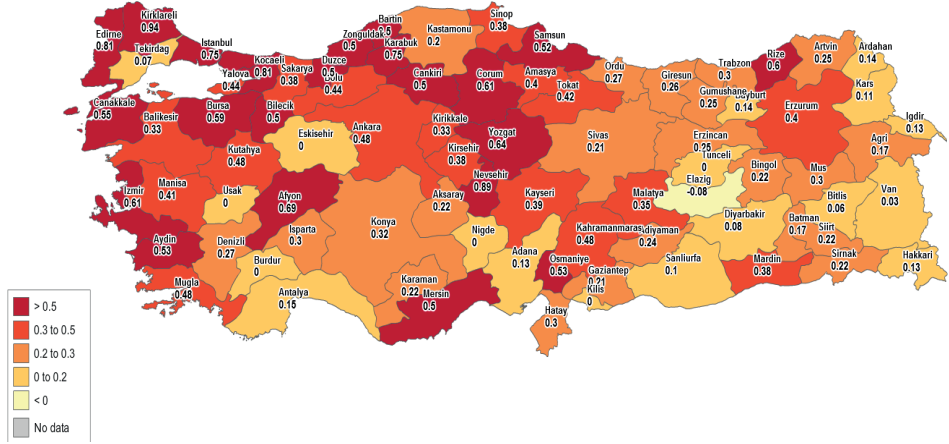 Kirklareli
0.94
Edirne
0.81
Tekirdag
0.07
Istanbul
0.75
Kocaeli
0.81
Yalova
0.44
Sakarya
0.38
Duzce
0.5
Bolu
0.44
Zonguldak
0.5
Bartin
0.5
Karabuk
0.75
Kastamonu
0.2
Sinop
0.38
Samsun
0.52
Cankiri
0.5
Corum
0.61
Amasya
0.4
Tokat
0.42
Ordu
0.27
Giresun
0.26
Trabzon
0.3
Gumushane
0.25
Bayburt
0.14
Rize
0.6
Artvin
0.25
Ardahan
0.14
Kars
0.11
Igdir
0.13
Erzurum
0.4
Agri
0.17
Canakkale
0.55
Balikesir
0.33
Bursa
0.59
Bilecik
0.5
Eskisehir
0
Ankara
0.48
Kirikkale
0.33
Yozgat
0.64
Kirsehir
0.38
Sivas
0.21
Erzincan
0.25
Tunceli
0
Bingol
0.22
Mus
0.3
Elazig
-0.08
Bitlis
0.06
Van
0.03
Kutahya
0.48
Manisa
0.41
Izmir
0.61
Usak
0
Afyon
0.69
Aksaray
0.22
Nevsehir
0.89
Kayseri
0.39
Malatya
0.35
Diyarbakir
0.08
Batman
0.17
Siirt
0.22
Sirnak
0.22
Hakkari
0.13
Mardin
0.38
Sanliurfa
0.1
Adiyaman
0.24
Kahramanmaras
0.48
Gaziantep
0.21
Kilis
0
Osmaniye
0.53
Hatay
0.3
Adana
0.13
Nigde
0
Konya
0.32
Karaman
0.22
Mersin
0.5
Antalya
0.15
Isparta
0.3
Burdur
0
Denizli
0.27
Aydin
0.53
Mugla
0.48
> 0.5
0.3 to 0.5
0.2 to 0.3
0 to 0.2
< 0
No data